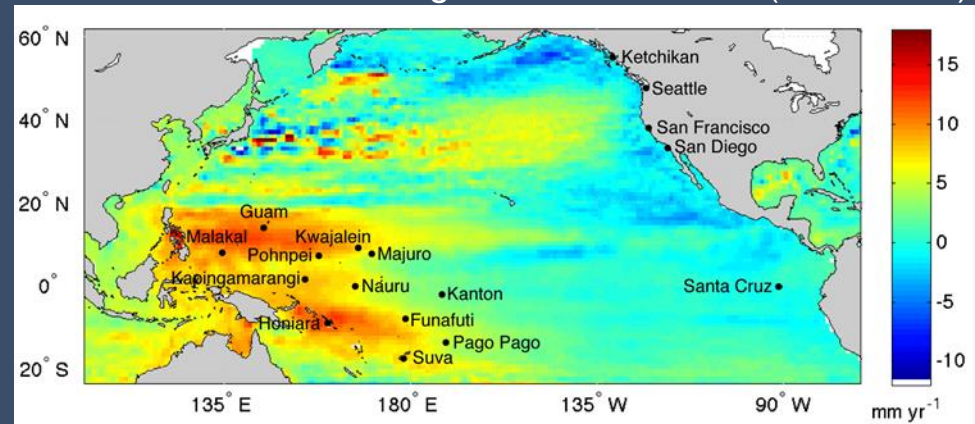 60° N
40° N
20° N
0°
20° S
Ketchikan
Seattle
San Francisco
San Diego
Guam
Malakal
Kwajalein
Pohnpei
Majuro
Kapingamarangi
Nauru
Kanton
Santa Cruz
Honiara
Funafuti
Pago Pago
Suva
135° E
180° E
135° W
90° W
15
10
5
0
-5
-10
mm yr⁻¹